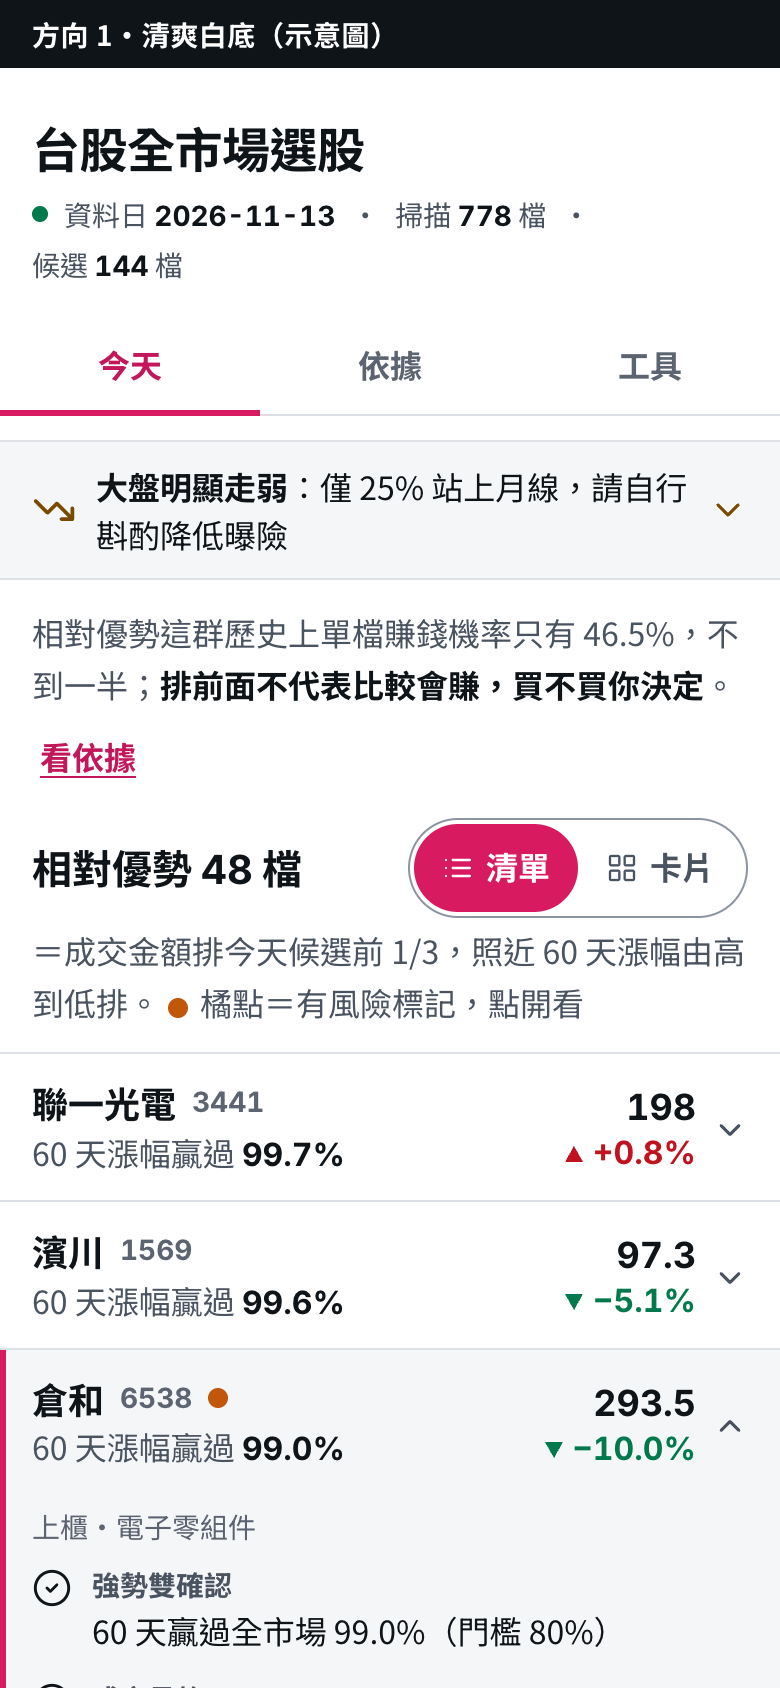 方向 1・清爽白底（示意圖）
台股全市場選股
資料日 2026-11-13 ・ 掃描 778 檔 ・
候選 144 檔
今天 依據 工具
大盤明顯走弱：僅 25% 站上月線，請自行
斟酌降低曝險
相對優勢這群歷史上單檔賺錢機率只有 46.5%，不
到一半；排前面不代表比較會賺，買不買你決定。
看依據
相對優勢 48 檔 清單 卡片
＝成交金額排今天候選前 1/3，照近 60 天漲幅由高
到低排。 橘點＝有風險標記，點開看
聯一光電 3441 198
60 天漲幅贏過 99.7% ▲ +0.8%
濱川 1569 97.3
60 天漲幅贏過 99.6% ▼ −5.1%
倉和 6538 293.5
60 天漲幅贏過 99.0% ▼ −10.0%
上櫃・電子零組件
強勢雙確認
60 天贏過全市場 99.0%（門檻 80%）